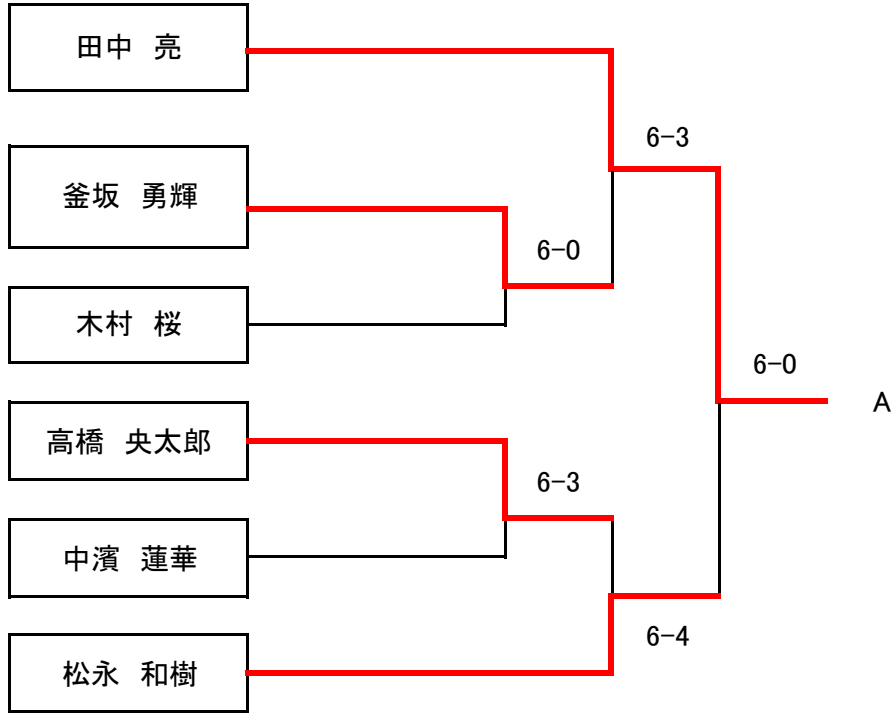 田中　亮
6-3
釜坂　勇輝
6-0
木村　桜
6-0
A
高橋　央太郎
6-3
中濱　蓮華
6-4
松永　和樹